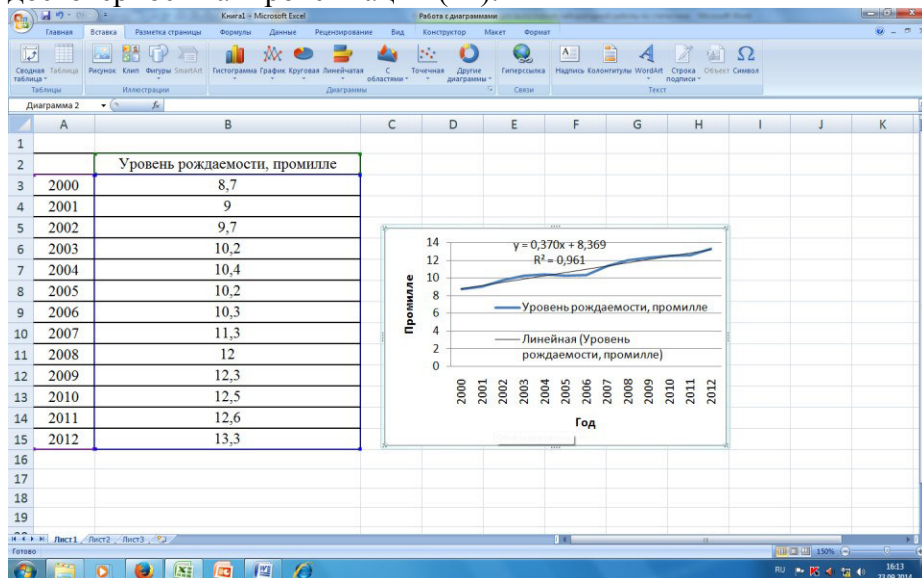 Книга1 - Microsoft Excel
Работа с диаграммами
Главная Вставка Разметка страницы Формулы Данные Рецензирование Вид Конструктор Макет Формат
Сводная таблица Таблица Рисунок Клип Фигуры SmartArt Гистограмма График Круговая Линейчатая С областями Точечная Другие диаграммы Гиперссылка Надпись Колонтитулы WordArt Строка подписи Объект Символ
Таблицы Иллюстрации Диаграммы Связи Текст
Диаграмма 2 fx
A B C D E F G H I J K
1
2 Уровень рождаемости, промилле
3 2000 8,7
4 2001 9
5 2002 9,7
6 2003 10,2
7 2004 10,4
8 2005 10,2
9 2006 10,3
10 2007 11,3
11 2008 12
12 2009 12,3
13 2010 12,5
14 2011 12,6
15 2012 13,3
16
17
18
19
Промилле
14
12
10
8
6
4
2
0
y = 0,370x + 8,369
R² = 0,961
Уровень рождаемости, промилле
Линейная (Уровень
рождаемости, промилле)
2000 2001 2002 2003 2004 2005 2006 2007 2008 2009 2010 2011 2012
Год
Лист1 Лист2 Лист3
Готово 150%
RU 16:13
23.09.2014